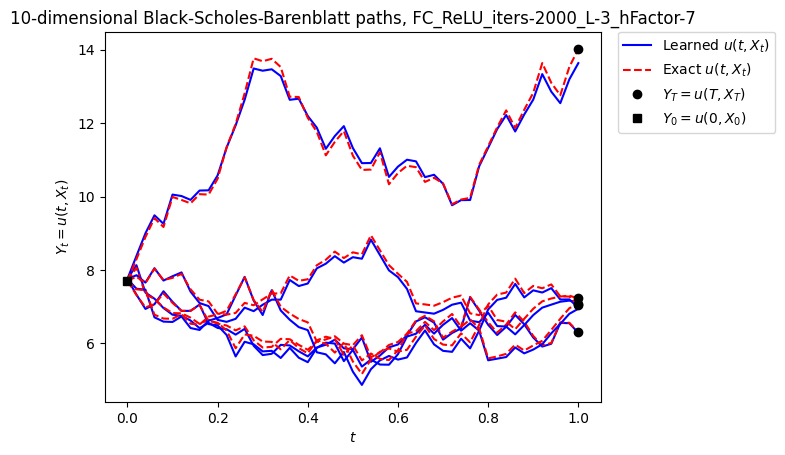 10-dimensional Black-Scholes-Barenblatt paths, FC_ReLU_iters-2000_L-3_hFactor-7
Learned u(t, X_t)
Exact u(t, X_t)
Y_T = u(T, X_T)
Y_0 = u(0, X_0)
Y_t = u(t, X_t)
14
12
10
8
6
0.0 0.2 0.4 0.6 0.8 1.0
t